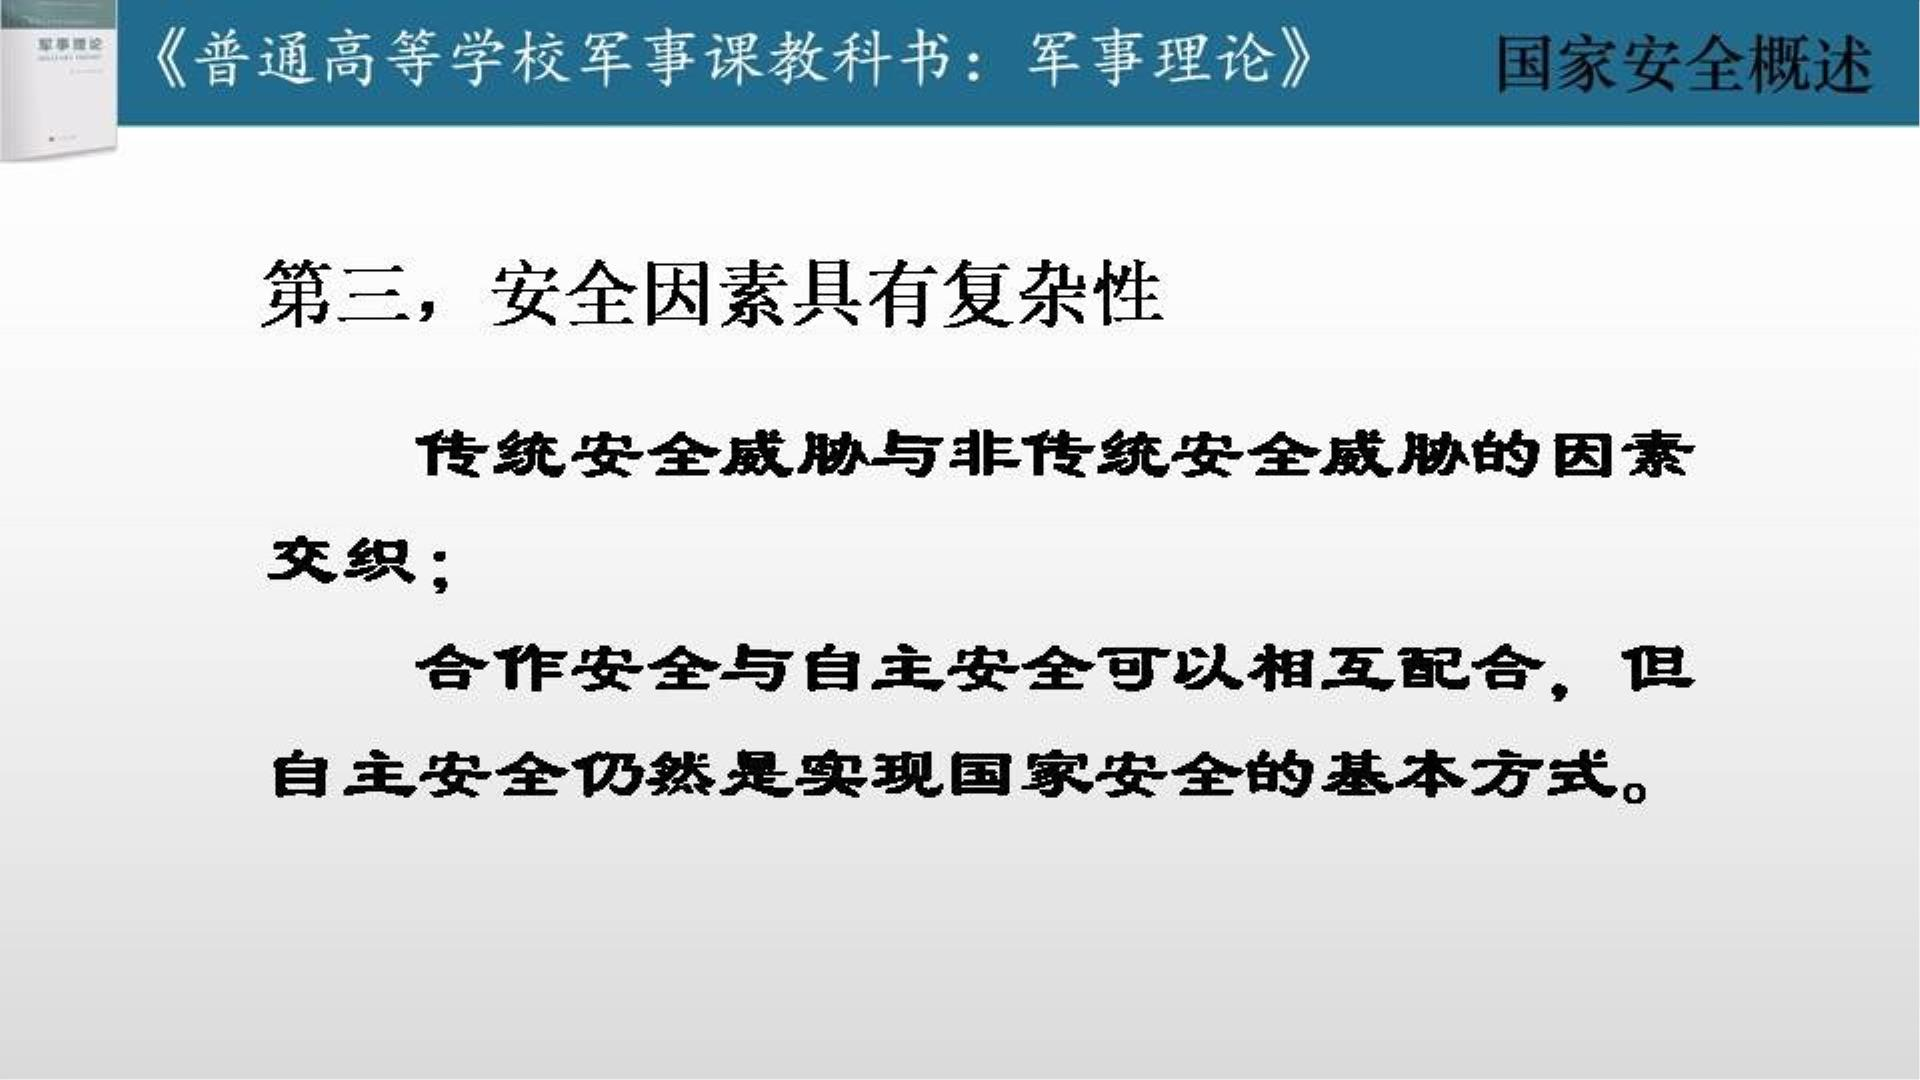 军事理论
《普通高等学校军事课教科书：军事理论》
国家安全概述
第三，安全因素具有复杂性
传统安全威胁与非传统安全威胁的因素
交织；
合作安全与自主安全可以相互配合，但
自主安全仍然是实现国家安全的基本方式。